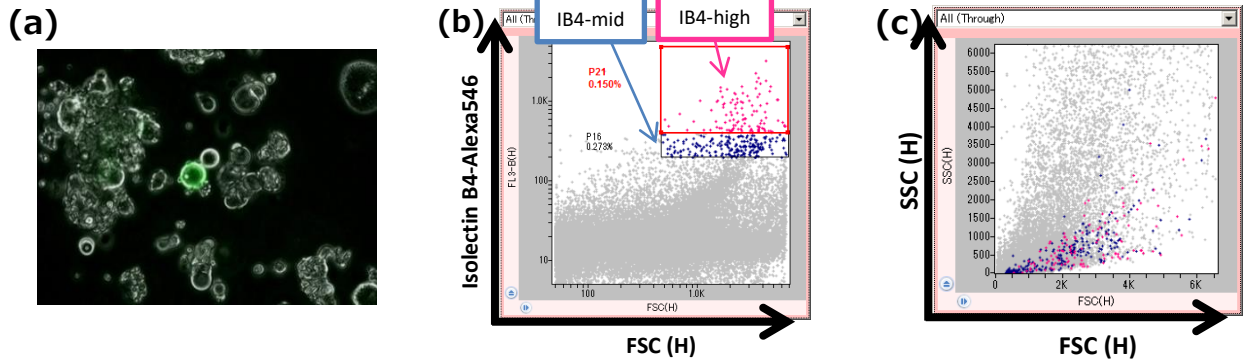 (a)
(b)
All (Th
IB4-mid
IB4-high
Isolectin B4-Alexa546
FL3-B(H)
P21
0.150%
P16
0.273%
1.0K
100
10
100
1.0K
FSC(H)
FSC (H)
(c)
All (Through)
SSC (H)
SSC(H)
6000
5500
5000
4500
4000
3500
3000
2500
2000
1500
1000
500
0
0
2K
4K
6K
FSC(H)
FSC (H)